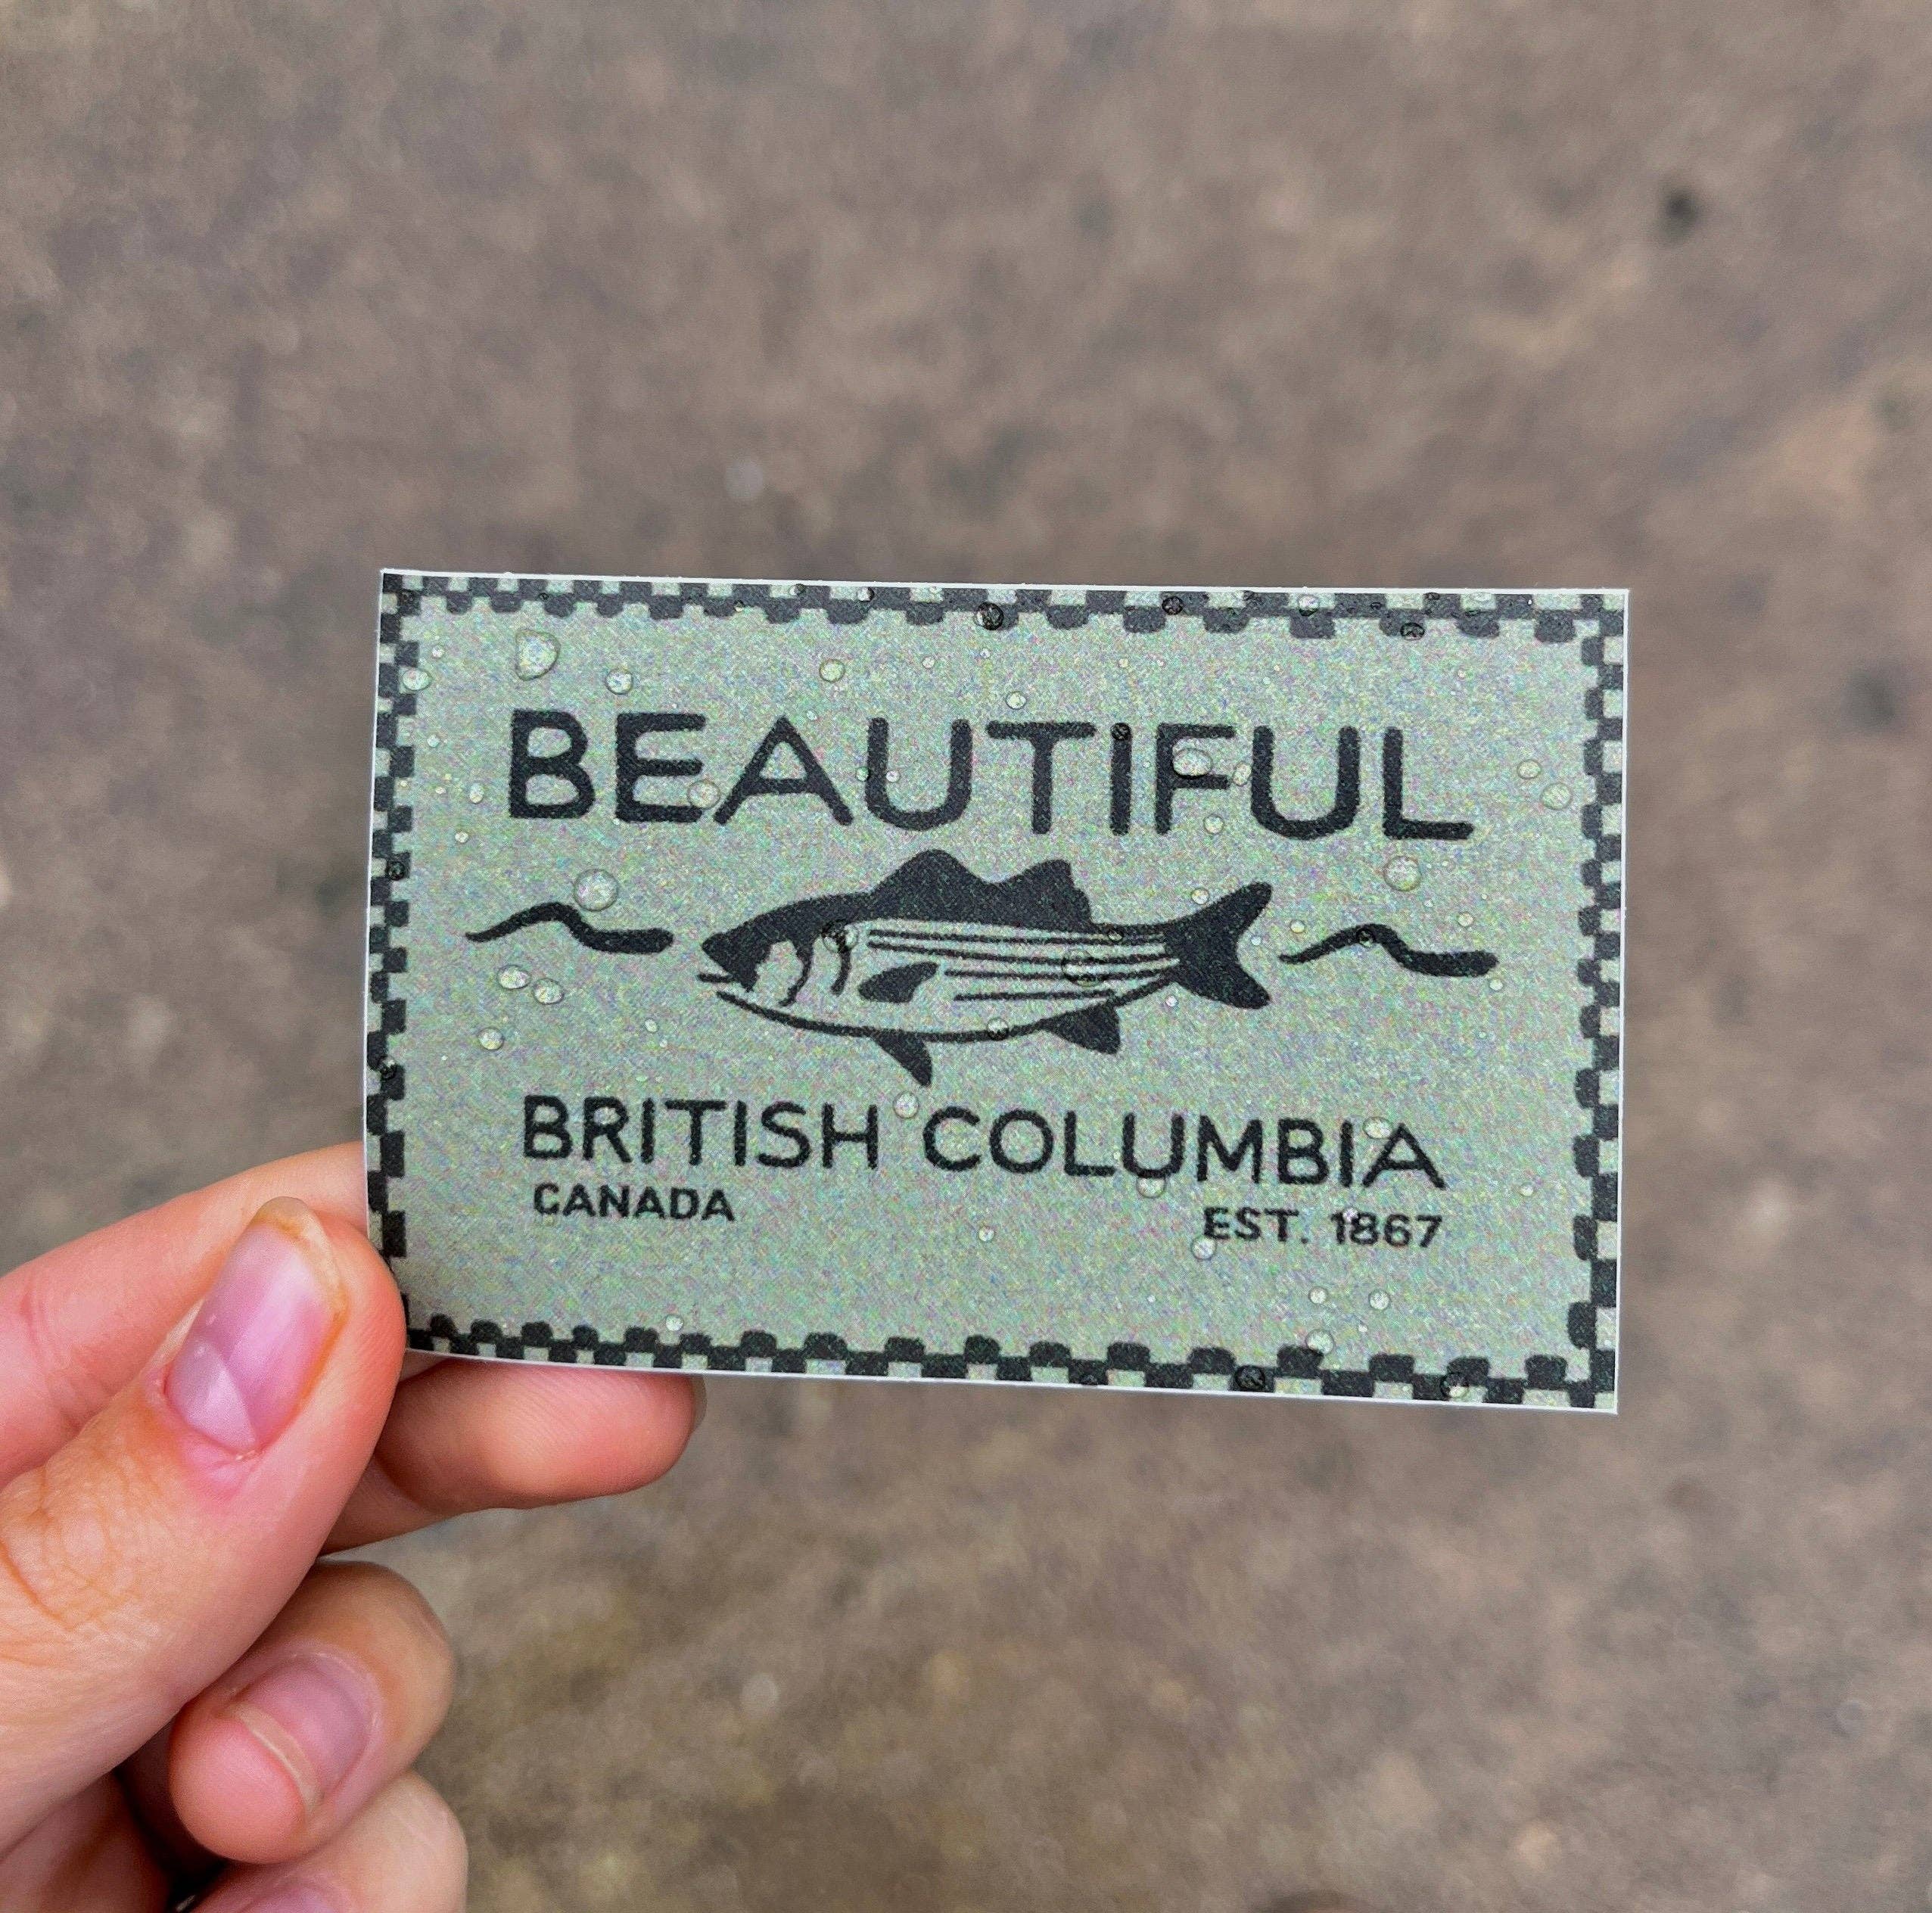 BEAUTIFUL
BRITISH COLUMBIA
CANADA EST. 1867